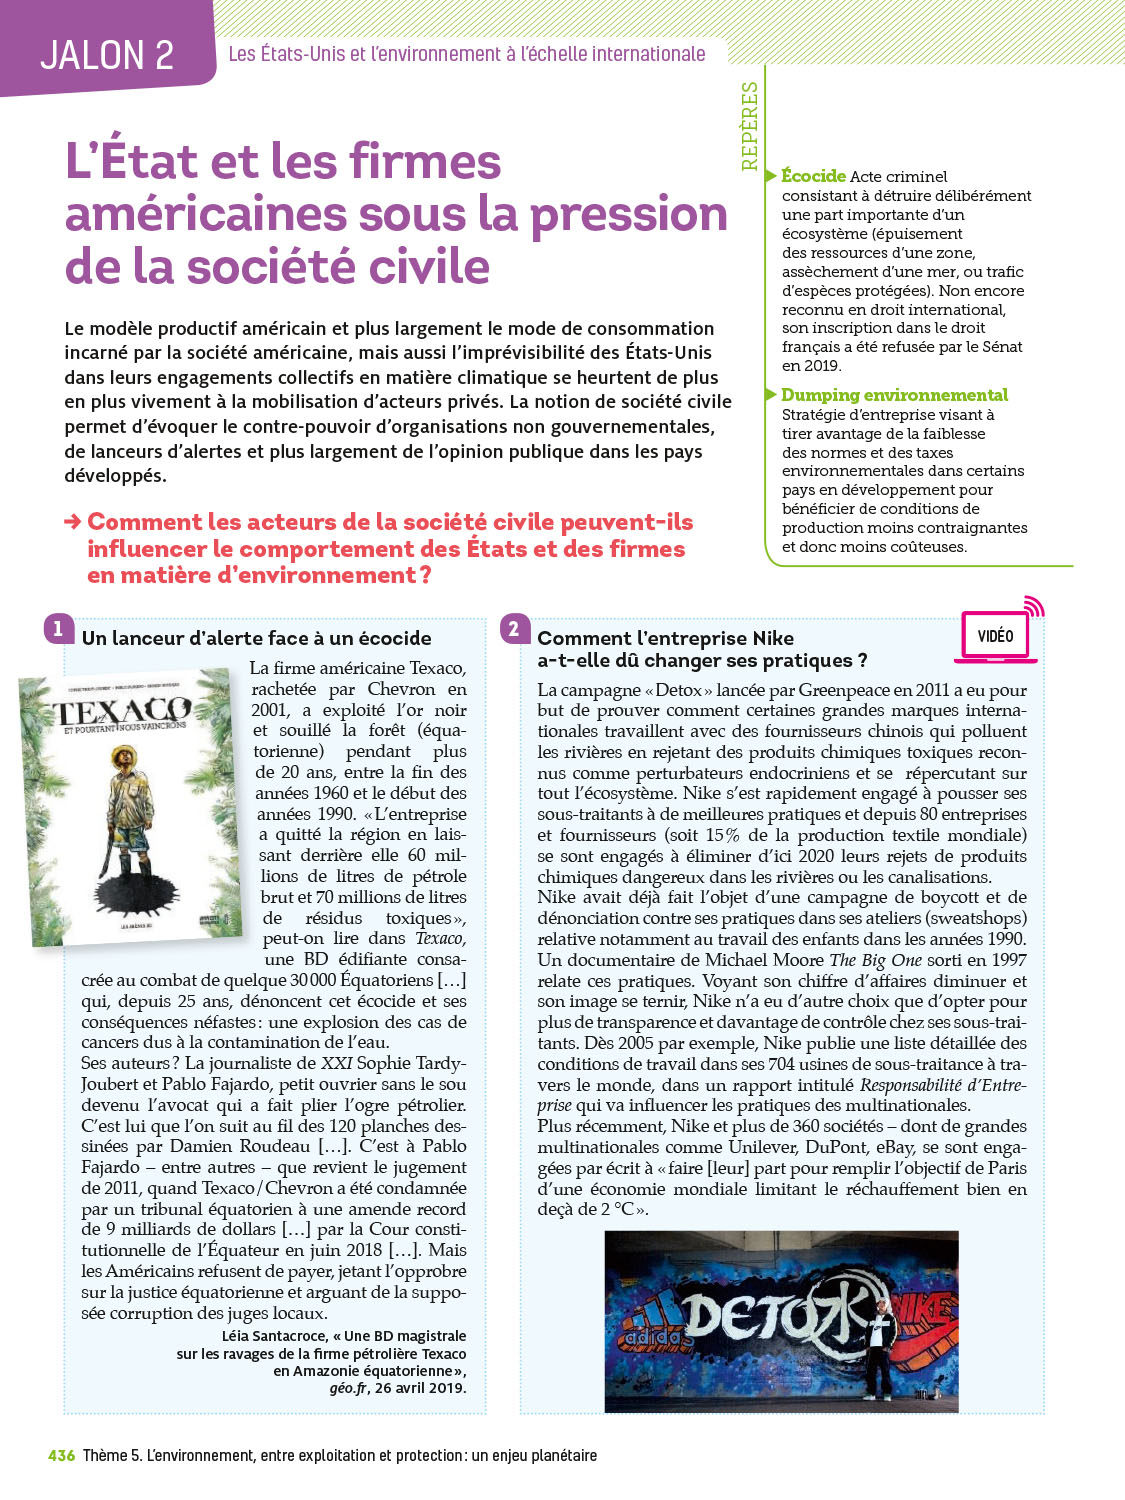 JALON 2
Les États-Unis et l'environnement à l'échelle internationale
L'État et les firmes
américaines sous la pression
de la société civile
Le modèle productif américain et plus largement le mode de consommation
incarné par la société américaine, mais aussi l'imprévisibilité des États-Unis
dans leurs engagements collectifs en matière climatique se heurtent de plus
en plus vivement à la mobilisation d'acteurs privés. La notion de société civile
permet d'évoquer le contre-pouvoir d'organisations non gouvernementales,
de lanceurs d'alertes et plus largement de l'opinion publique dans les pays
développés.
→ Comment les acteurs de la société civile peuvent-ils
influencer le comportement des États et des firmes
en matière d'environnement ?
REPÈRES
Écocide Acte criminel
consistant à détruire délibérément
une part importante d'un
écosystème (épuisement
des ressources d'une zone,
assèchement d'une mer, ou trafic
d'espèces protégées). Non encore
reconnu en droit international,
son inscription dans le droit
français a été refusée par le Sénat
en 2019.
Dumping environnemental
Stratégie d'entreprise visant à
tirer avantage de la faiblesse
des normes et des taxes
environnementales dans certains
pays en développement pour
bénéficier de conditions de
production moins contraignantes
et donc moins coûteuses.
1
Un lanceur d'alerte face à un écocide
TEXACO
ET POURTANT NOUS VAINCRONS
LES ARÈNES BD
La firme américaine Texaco,
rachetée par Chevron en
2001, a exploité l'or noir
et souillé la forêt (équa-
torienne) pendant plus
de 20 ans, entre la fin des
années 1960 et le début des
années 1990. « L'entreprise
a quitté la région en lais-
sant derrière elle 60 mil-
lions de litres de pétrole
brut et 70 millions de litres
de résidus toxiques »,
peut-on lire dans Texaco,
une BD édifiante consa-
crée au combat de quelque 30 000 Équatoriens […]
qui, depuis 25 ans, dénoncent cet écocide et ses
conséquences néfastes : une explosion des cas de
cancers dus à la contamination de l'eau.
Ses auteurs ? La journaliste de XXI Sophie Tardy-
Joubert et Pablo Fajardo, petit ouvrier sans le sou
devenu l'avocat qui a fait plier l'ogre pétrolier.
C'est lui que l'on suit au fil des 120 planches des-
sinées par Damien Roudeau […]. C'est à Pablo
Fajardo – entre autres – que revient le jugement
de 2011, quand Texaco / Chevron a été condamnée
par un tribunal équatorien à une amende record
de 9 milliards de dollars […] par la Cour consti-
tutionnelle de l'Équateur en juin 2018 […]. Mais
les Américains refusent de payer, jetant l'opprobre
sur la justice équatorienne et arguant de la suppo-
sée corruption des juges locaux.
Léia Santacroce, « Une BD magistrale
sur les ravages de la firme pétrolière Texaco
en Amazonie équatorienne »,
géo.fr, 26 avril 2019.
2
Comment l'entreprise Nike
a-t-elle dû changer ses pratiques ?
VIDÉO
La campagne « Detox » lancée par Greenpeace en 2011 a eu pour
but de prouver comment certaines grandes marques interna-
tionales travaillent avec des fournisseurs chinois qui polluent
les rivières en rejetant des produits chimiques toxiques recon-
nus comme perturbateurs endocriniens et se répercutant sur
tout l'écosystème. Nike s'est rapidement engagé à pousser ses
sous-traitants à de meilleures pratiques et depuis 80 entreprises
et fournisseurs (soit 15 % de la production textile mondiale)
se sont engagés à éliminer d'ici 2020 leurs rejets de produits
chimiques dangereux dans les rivières ou les canalisations.
Nike avait déjà fait l'objet d'une campagne de boycott et de
dénonciation contre ses pratiques dans ses ateliers (sweatshops)
relative notamment au travail des enfants dans les années 1990.
Un documentaire de Michael Moore The Big One sorti en 1997
relate ces pratiques. Voyant son chiffre d'affaires diminuer et
son image se ternir, Nike n'a eu d'autre choix que d'opter pour
plus de transparence et davantage de contrôle chez ses sous-trai-
tants. Dès 2005 par exemple, Nike publie une liste détaillée des
conditions de travail dans ses 704 usines de sous-traitance à tra-
vers le monde, dans un rapport intitulé Responsabilité d'Entre-
prise qui va influencer les pratiques des multinationales.
Plus récemment, Nike et plus de 360 sociétés – dont de grandes
multinationales comme Unilever, DuPont, eBay, se sont enga-
gées par écrit à « faire [leur] part pour remplir l'objectif de Paris
d'une économie mondiale limitant le réchauffement bien en
deçà de 2 °C ».
adidas
DETOX
NIKE
436 Thème 5. L'environnement, entre exploitation et protection : un enjeu planétaire